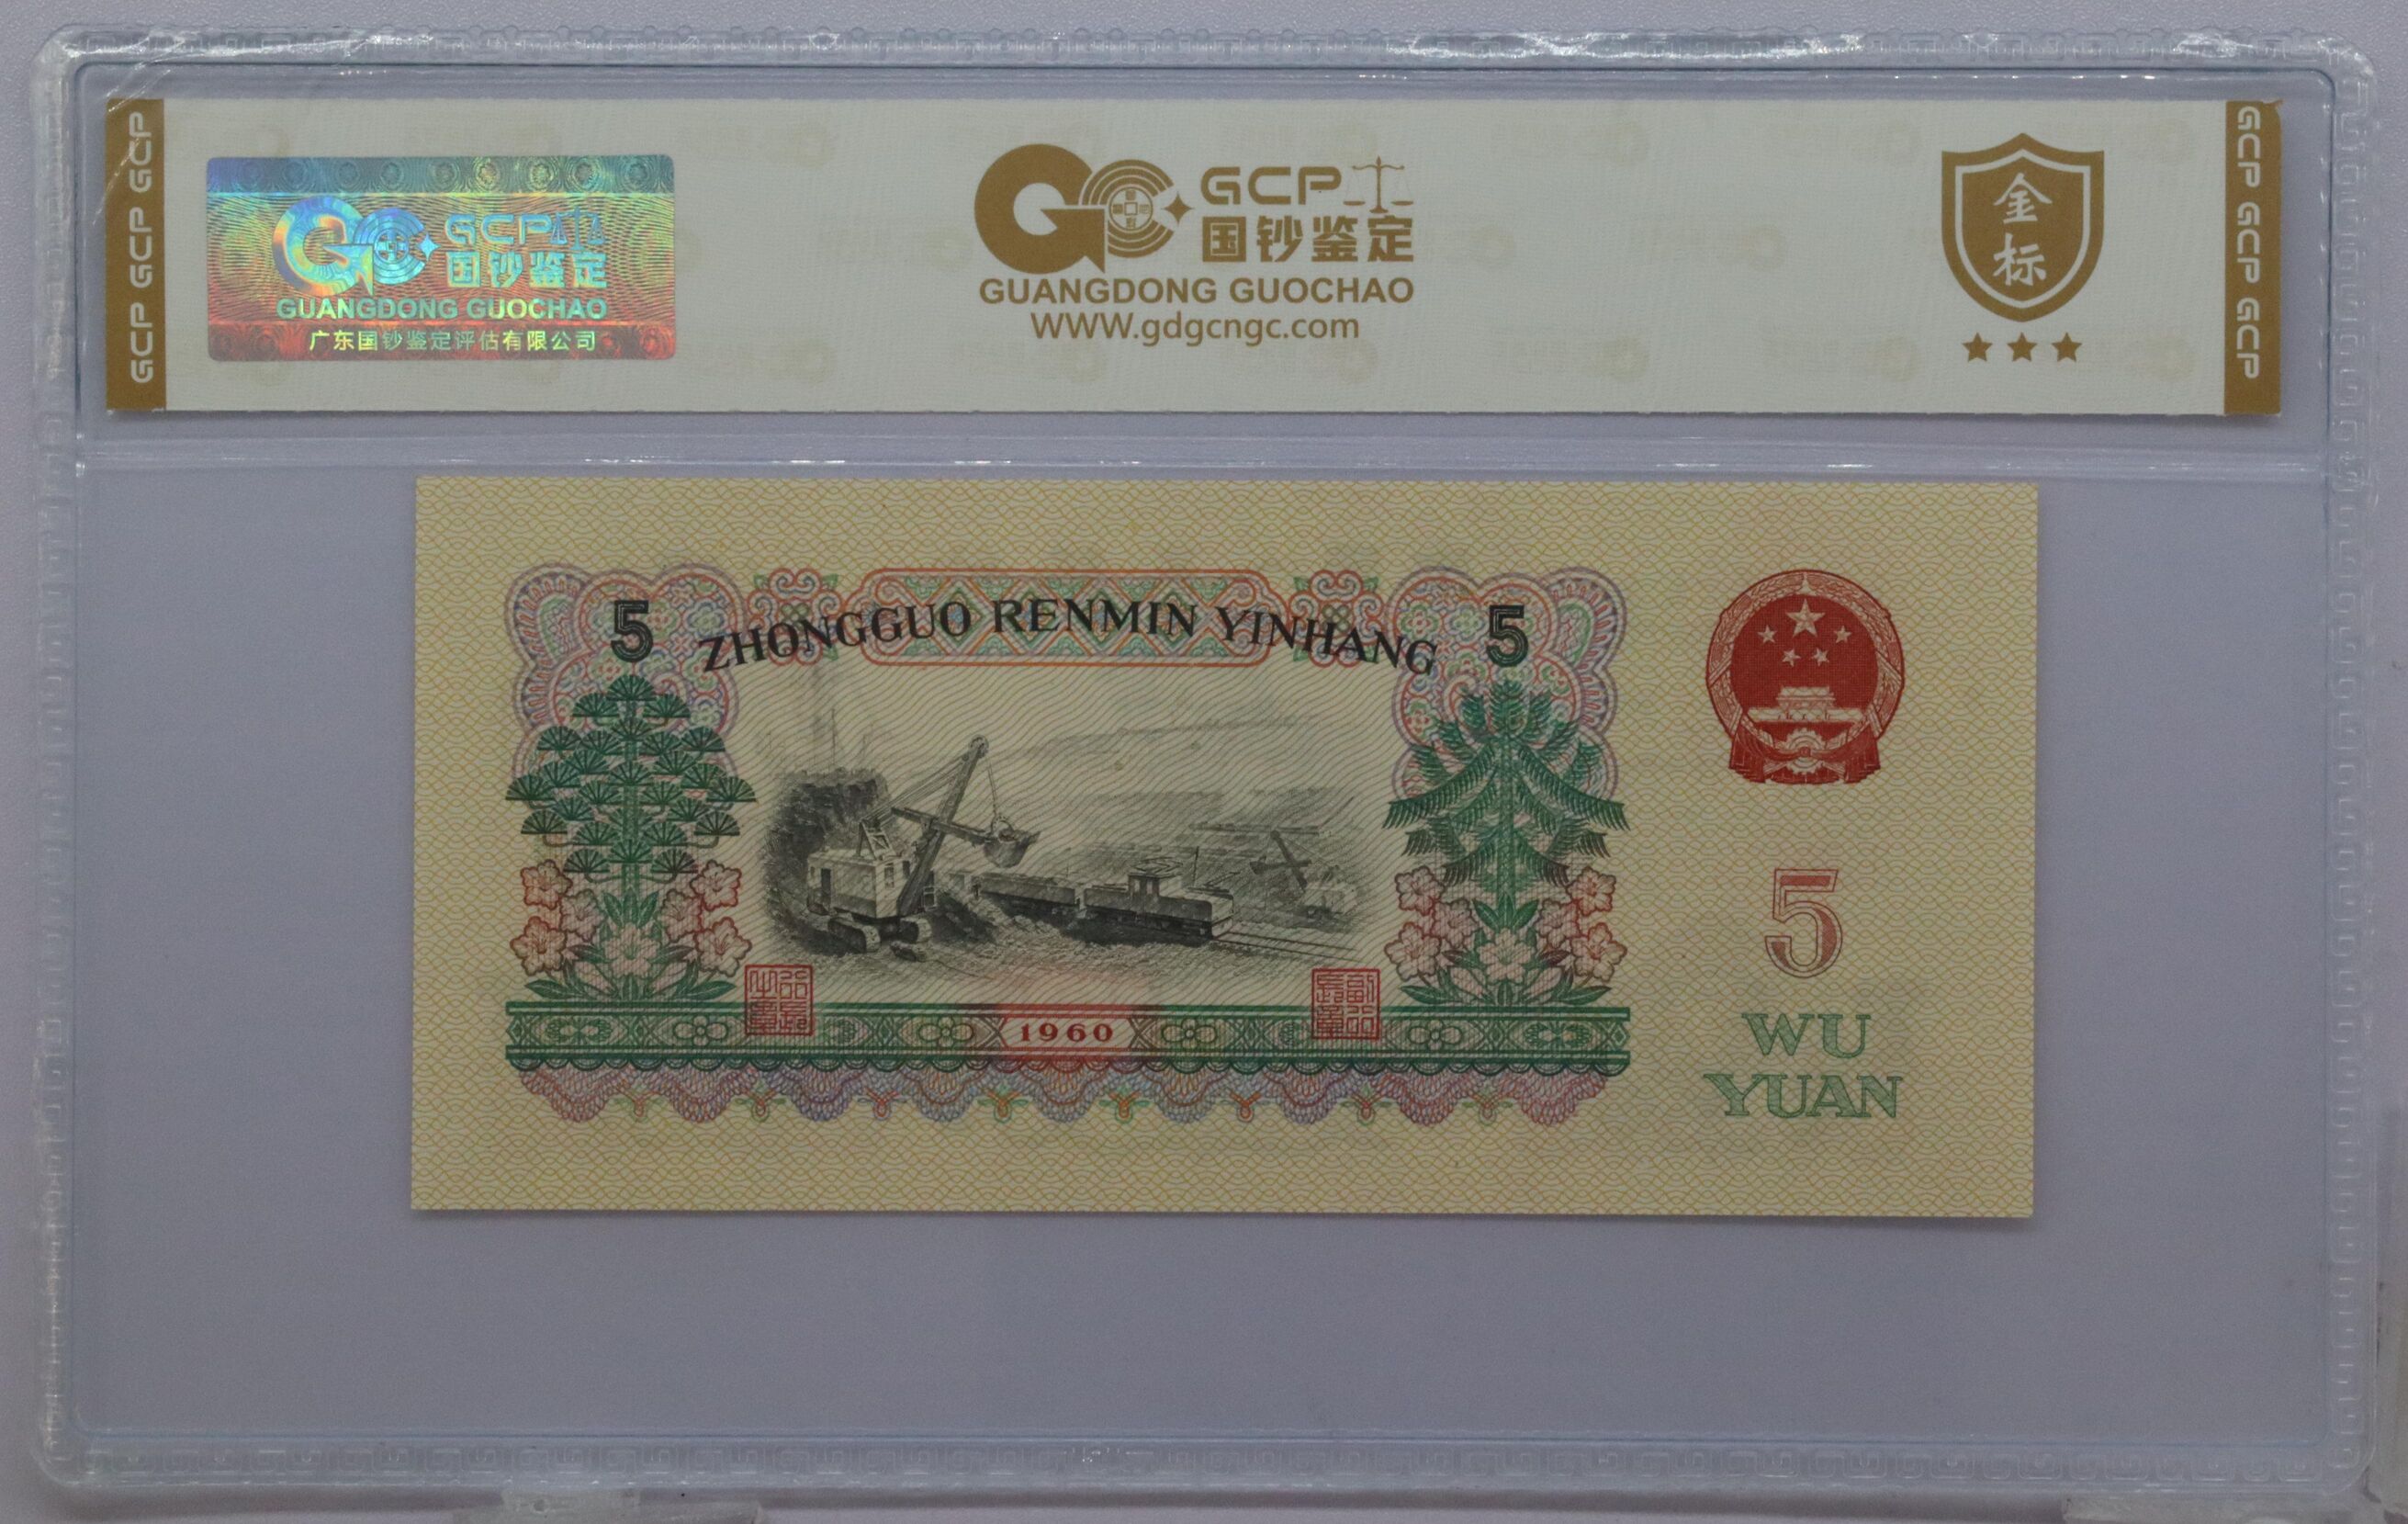 GCP GCP GCP
GCP
国钞鉴定
GUANGDONG GUOCHAO
广东国钞鉴定评估有限公司
GCP
国钞鉴定
GUANGDONG GUOCHAO
WWW.gdgcngc.com
金
标
GCP GCP GCP
5 ZHONGGUO RENMIN YINHANG 5
1960
5
WU
YUAN